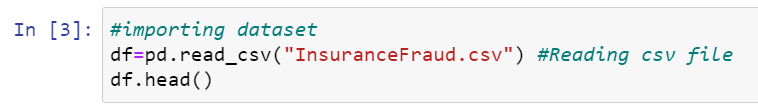 In [3]: #importing dataset
df=pd.read_csv("InsuranceFraud.csv") #Reading csv file
df.head()